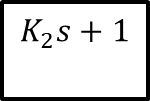 K₂s + 1